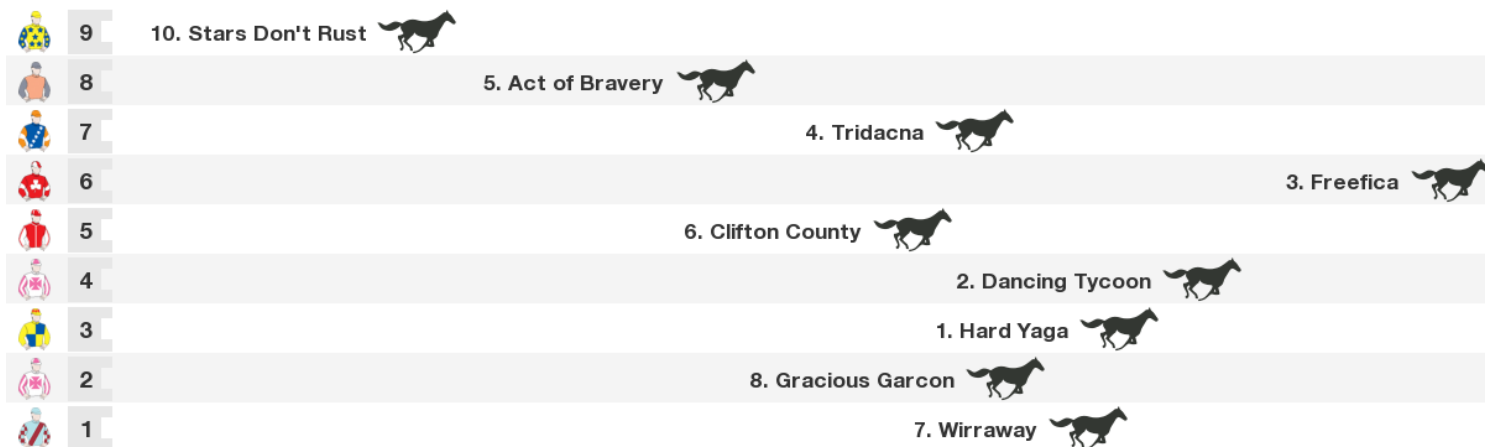 9 10. Stars Don't Rust
8 5. Act of Bravery
7 4. Tridacna
6 3. Freefica
5 6. Clifton County
4 2. Dancing Tycoon
3 1. Hard Yaga
2 8. Gracious Garcon
1 7. Wirraway